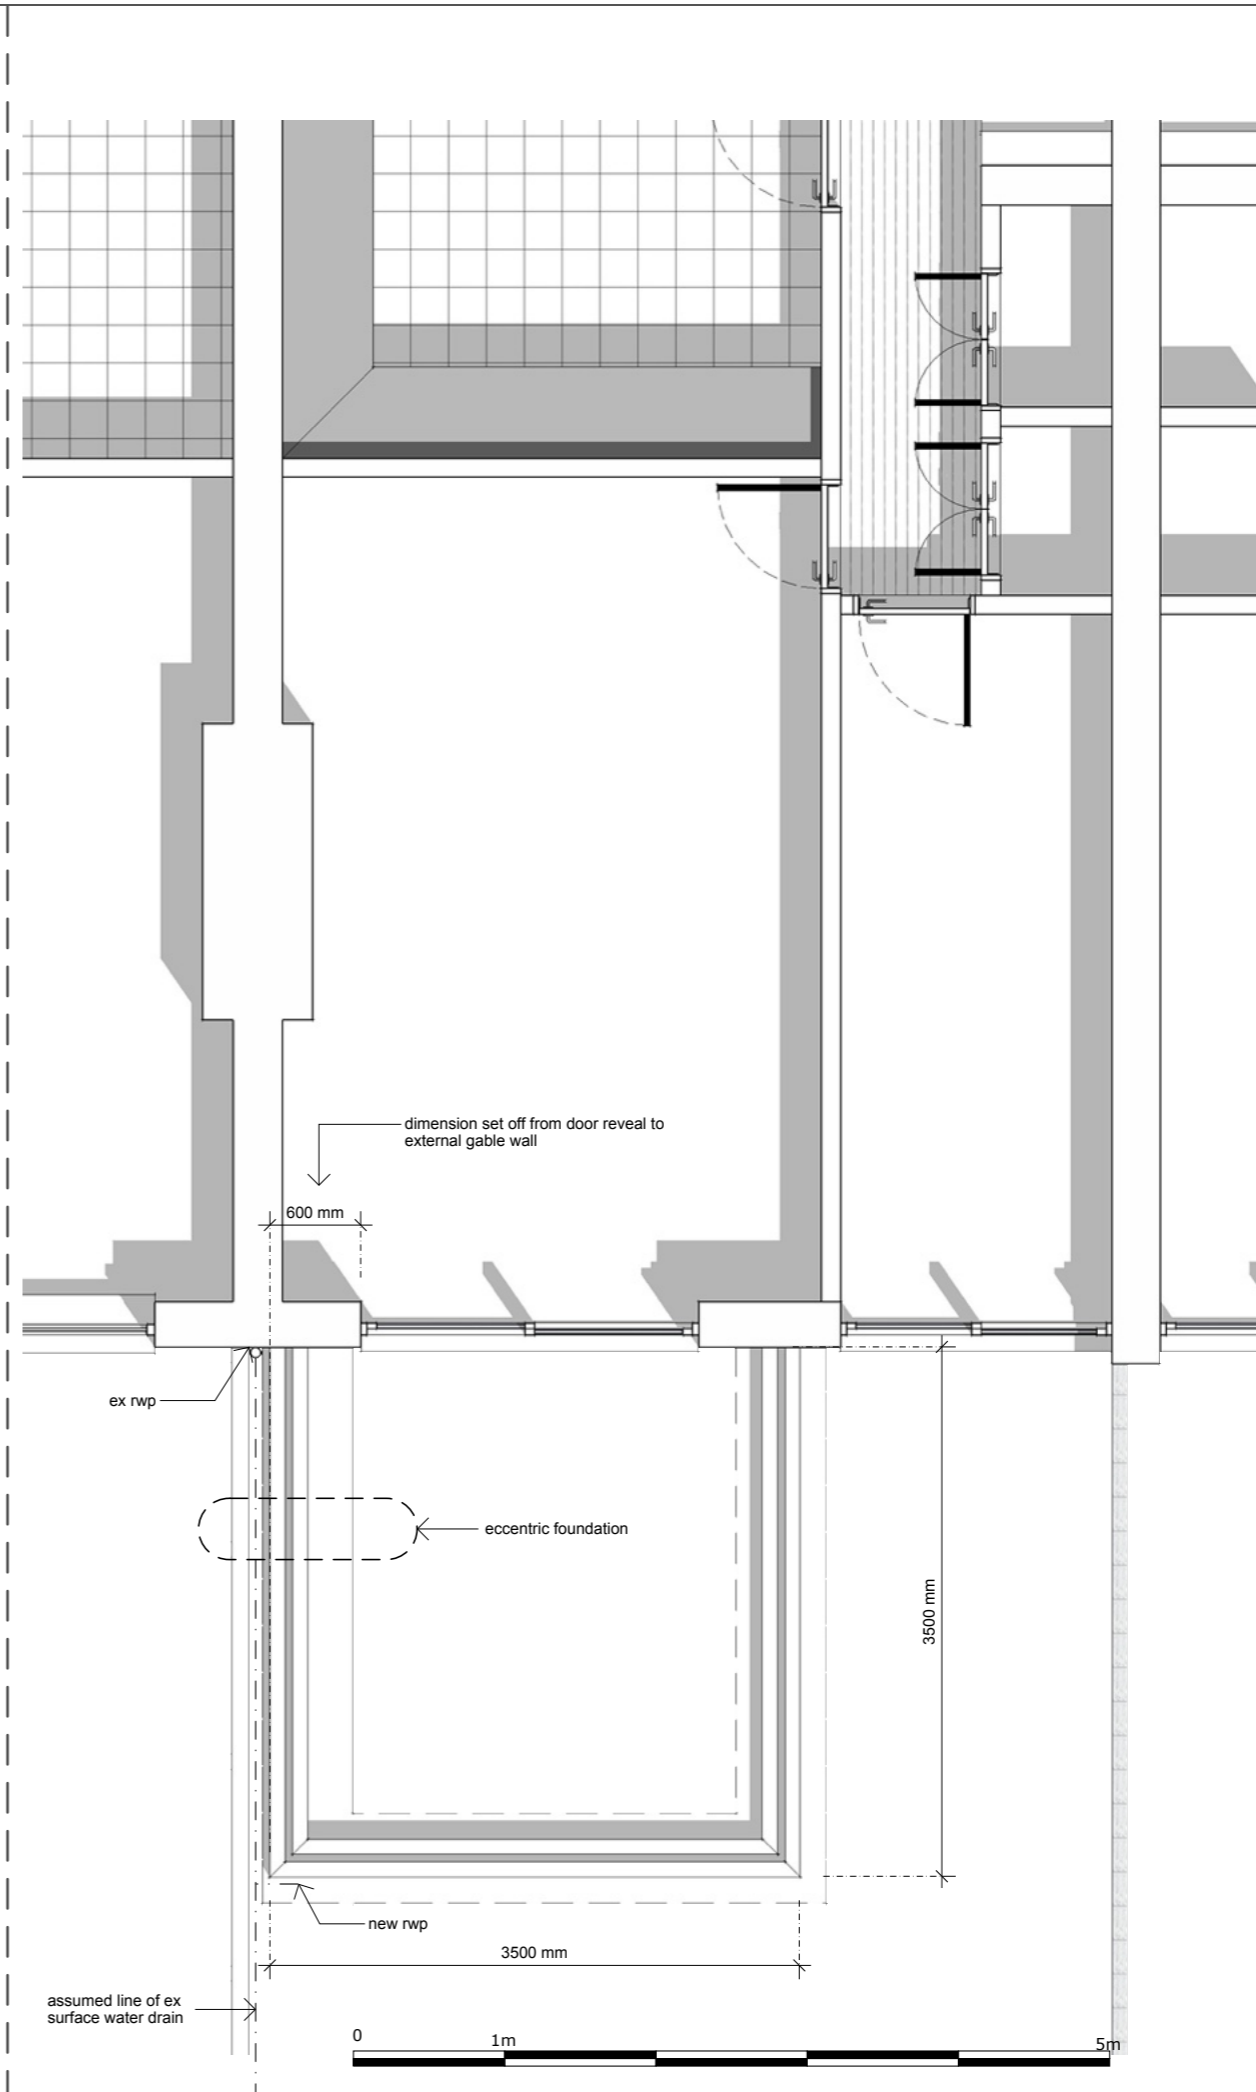 dimension set off from door reveal to
external gable wall
600 mm
ex rwp
eccentric foundation
3500 mm
new rwp
3500 mm
assumed line of ex
surface water drain
0
1m
5m